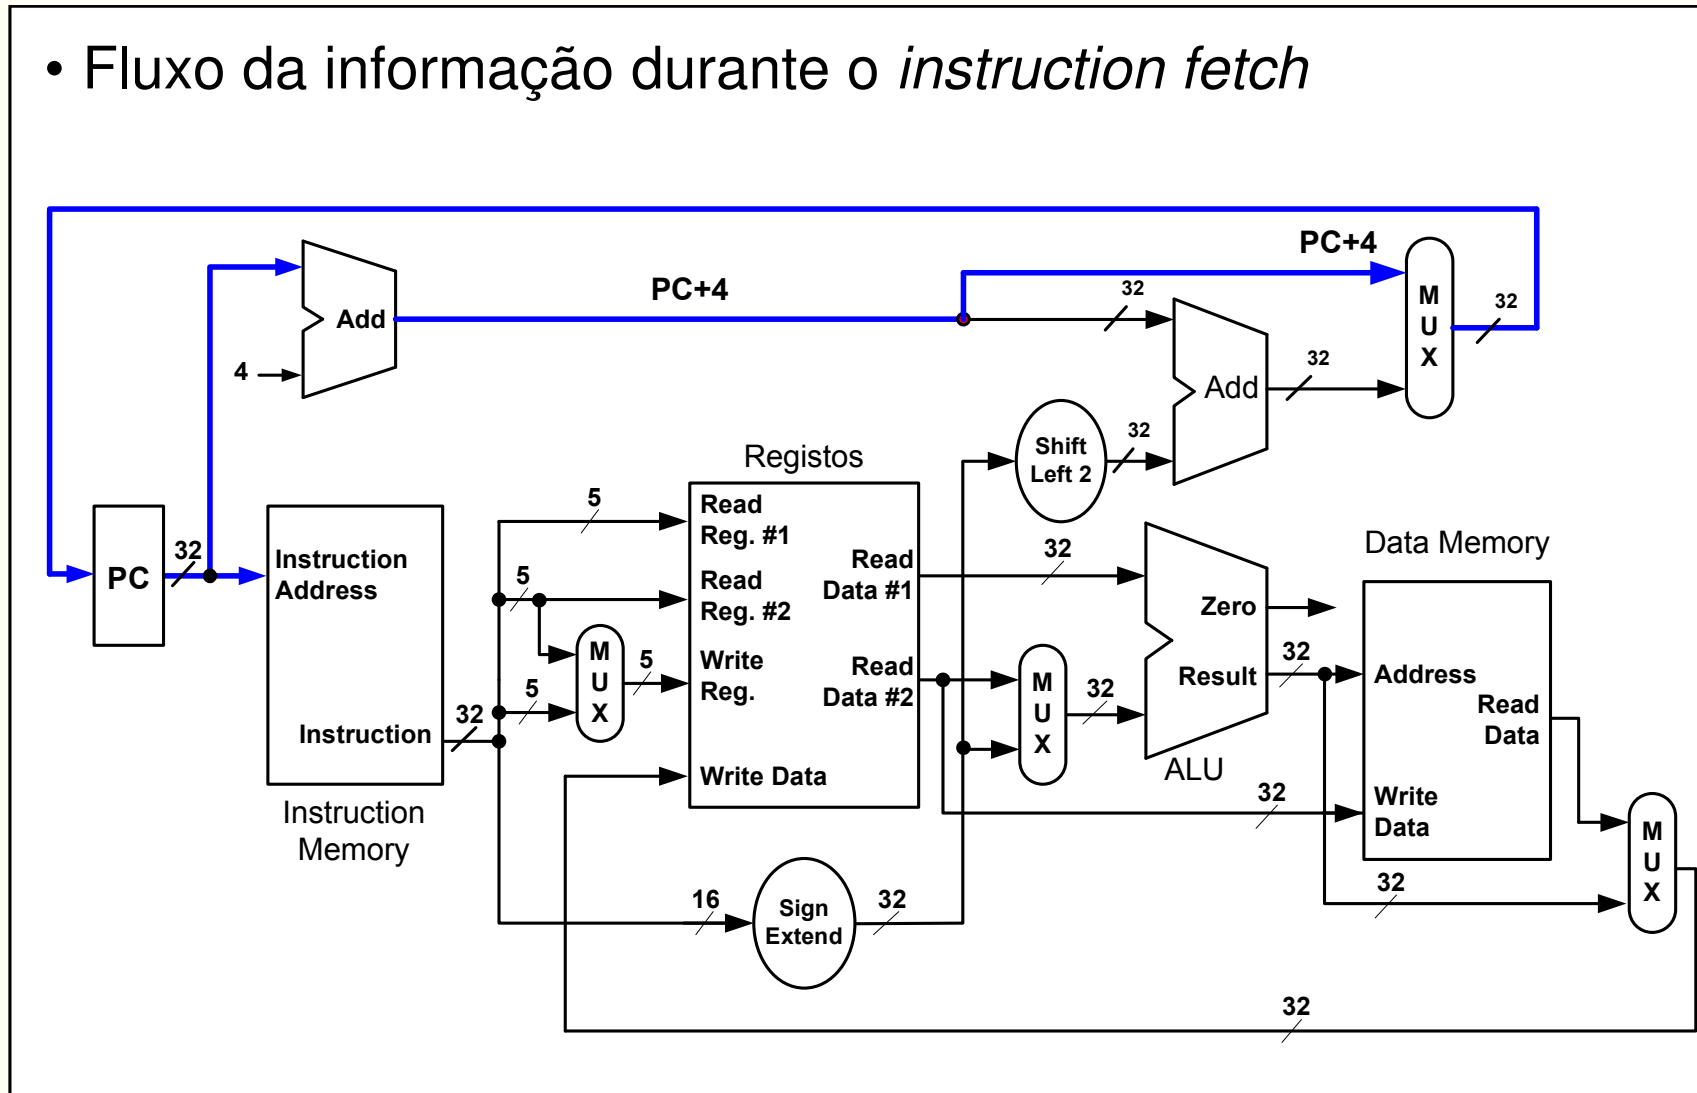 • Fluxo da informação durante o instruction fetch
PC+4
PC+4
32
32
M
U
X
Add
4
32
Add
32
Shift
Left 2
Registos
32
PC
32
Instruction
Address
Instruction
32
Instruction
Memory
5
5
5
M
U
X
5
Read
Reg. #1
Read
Reg. #2
Write
Reg.
Write Data
Read
Data #1
Read
Data #2
32
M
U
X
32
Zero
Result
ALU
32
Data Memory
Address
Read
Data
Write
Data
32
32
M
U
X
16
Sign
Extend
32
32